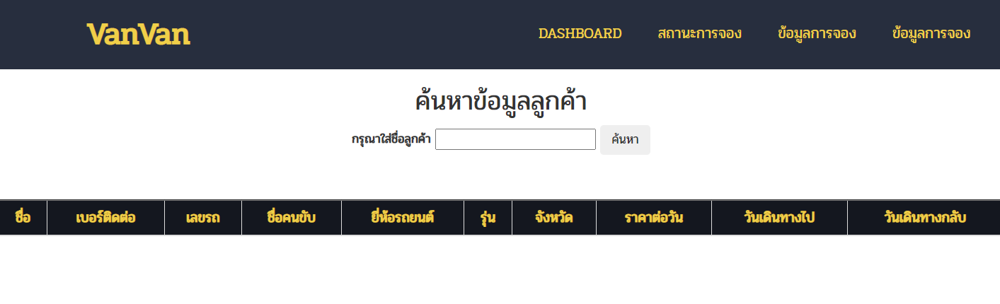 VanVan DASHBOARD สถานะการจอง ข้อมูลการจอง ข้อมูลการจอง
ค้นหาข้อมูลลูกค้า
กรุณาใส่ชื่อลูกค้า ค้นหา
ชื่อ เบอร์ติดต่อ เลขรถ ชื่อคนขับ ยี่ห้อรถยนต์ รุ่น จังหวัด ราคาต่อวัน วันเดินทางไป วันเดินทางกลับ